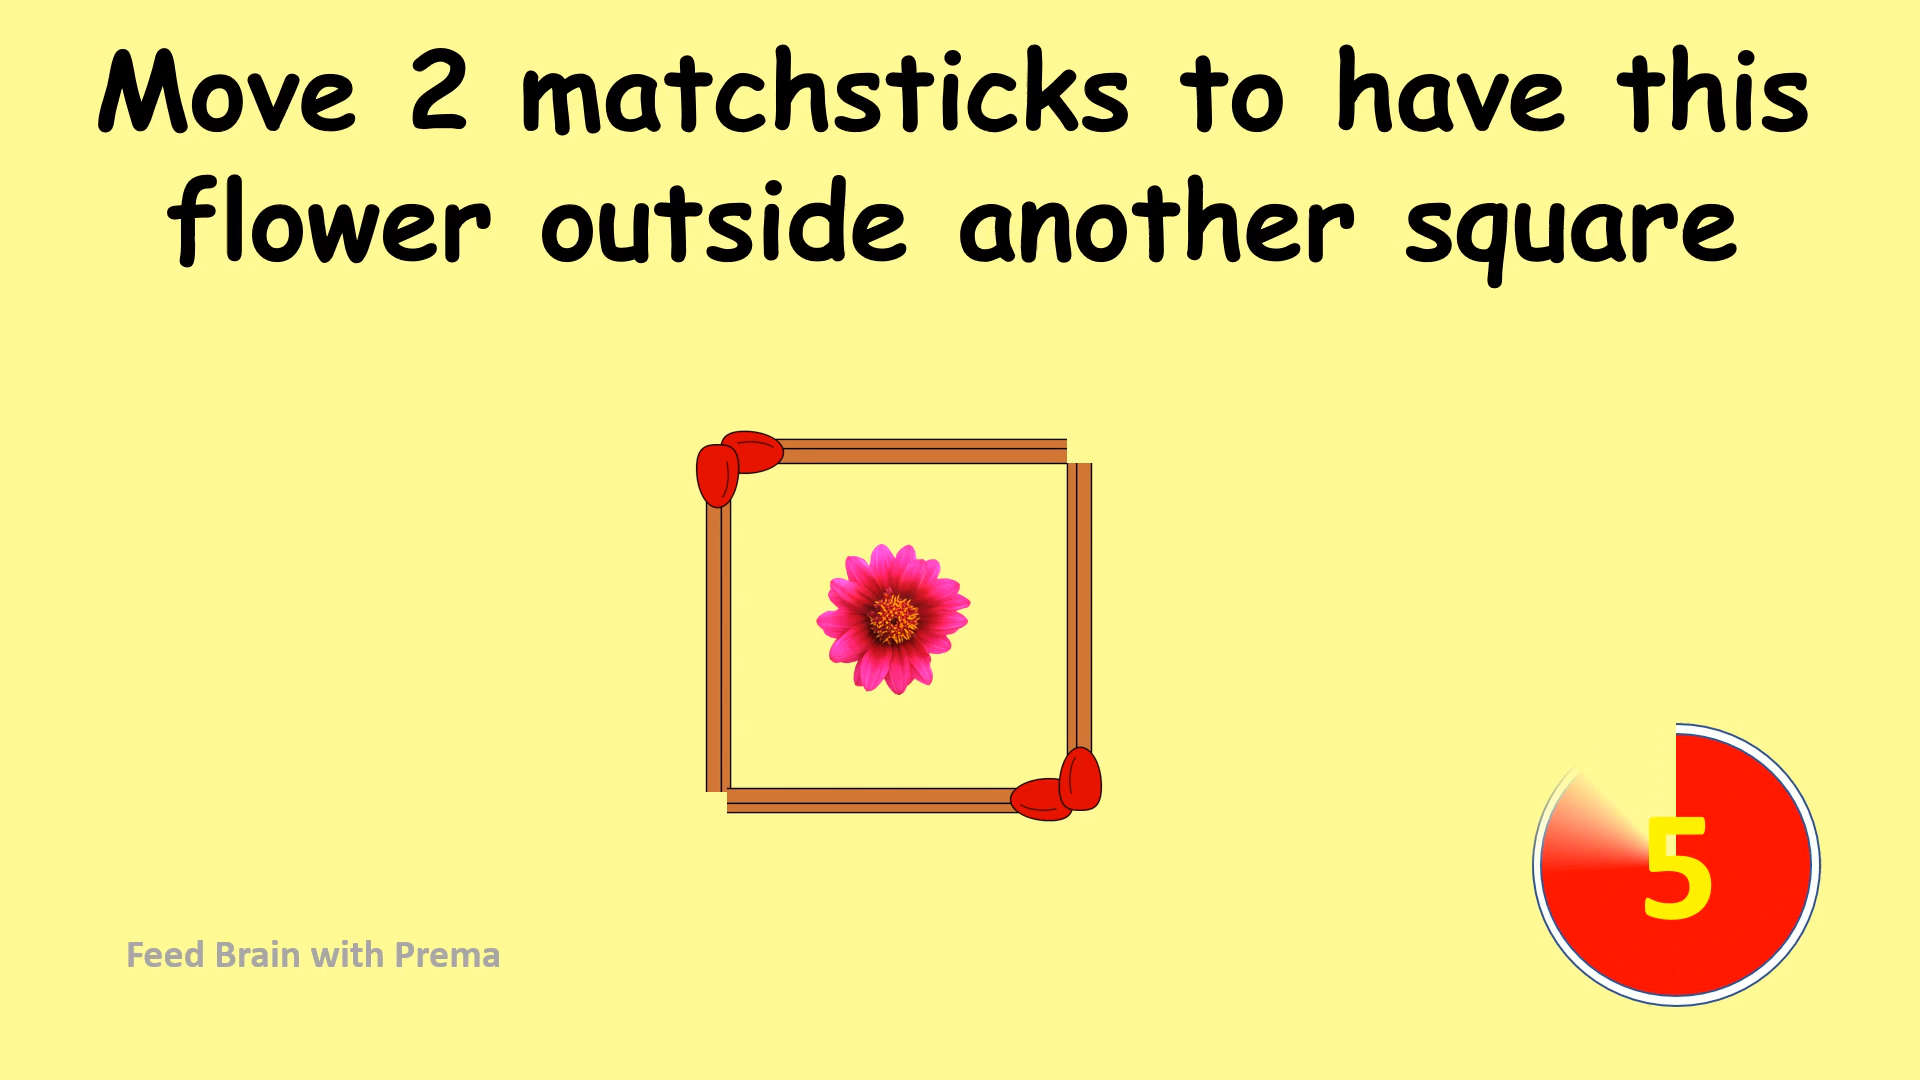 Move 2 matchsticks to have this
flower outside another square
5
Feed Brain with Prema